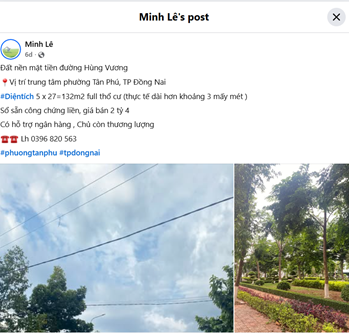 Minh Lê's post
Minh Lê
6d ·
Đất nền mặt tiền đường Hùng Vương
📍Vị trí trung tâm phường Tân Phú, TP Đồng Nai
#Diệntích 5 x 27=132m2 full thổ cư (thực tế dài hơn khoảng 3 mấy mét )
Sổ sẵn công chứng liền, giá bán 2 tỷ 4
Có hỗ trợ ngân hàng , Chủ còn thương lượng
☎️☎️ Lh 0396 820 563
#phuongtanphu #tpdongnai